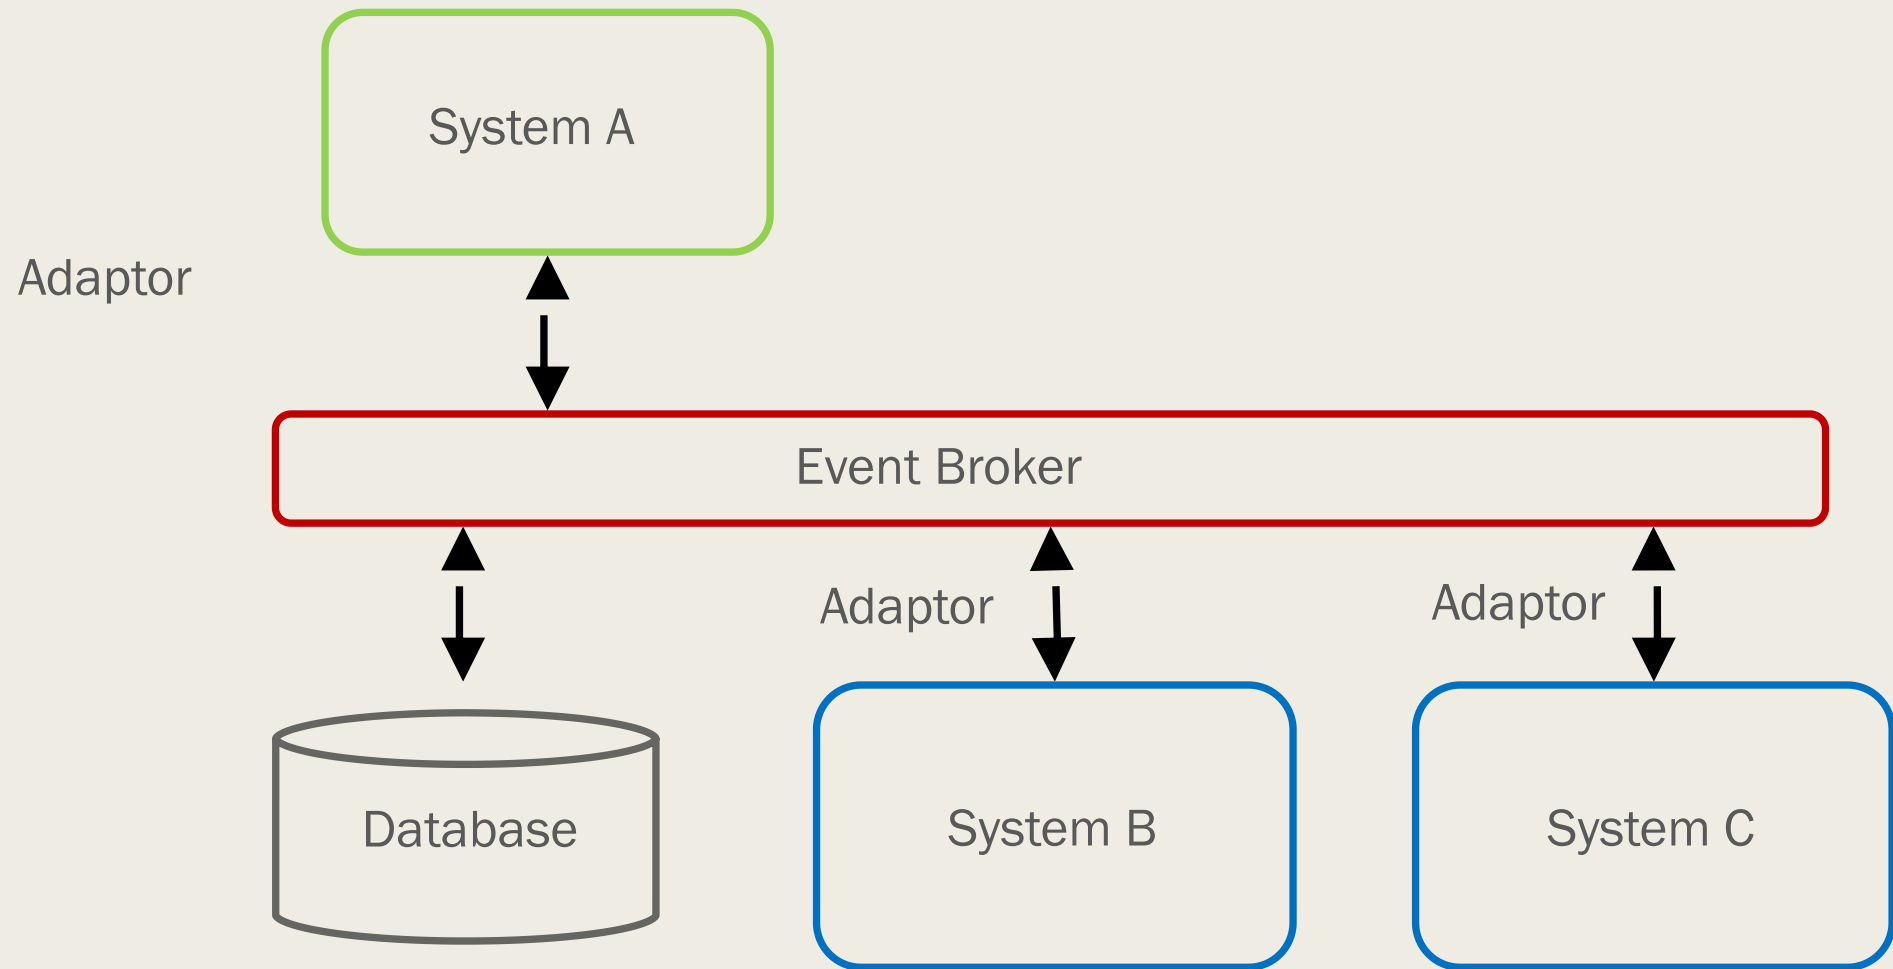 System A
Adaptor
Event Broker
Adaptor
Adaptor
Database
System B
System C